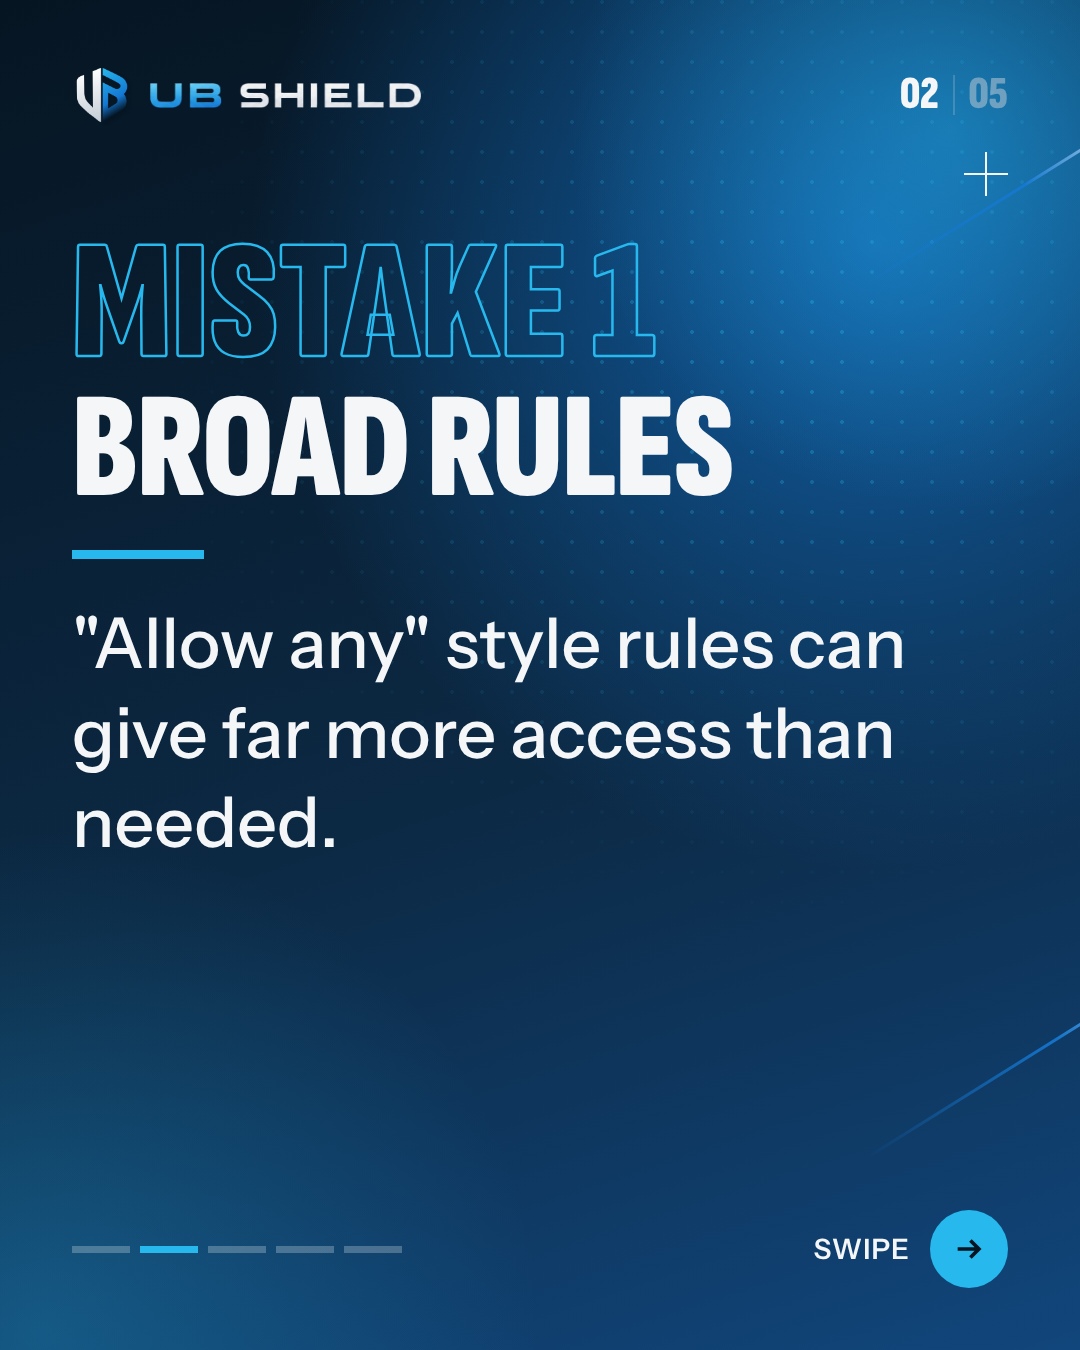 UB SHIELD
02 | 05
MISTAKE 1
BROAD RULES
"Allow any" style rules can
give far more access than
needed.
SWIPE